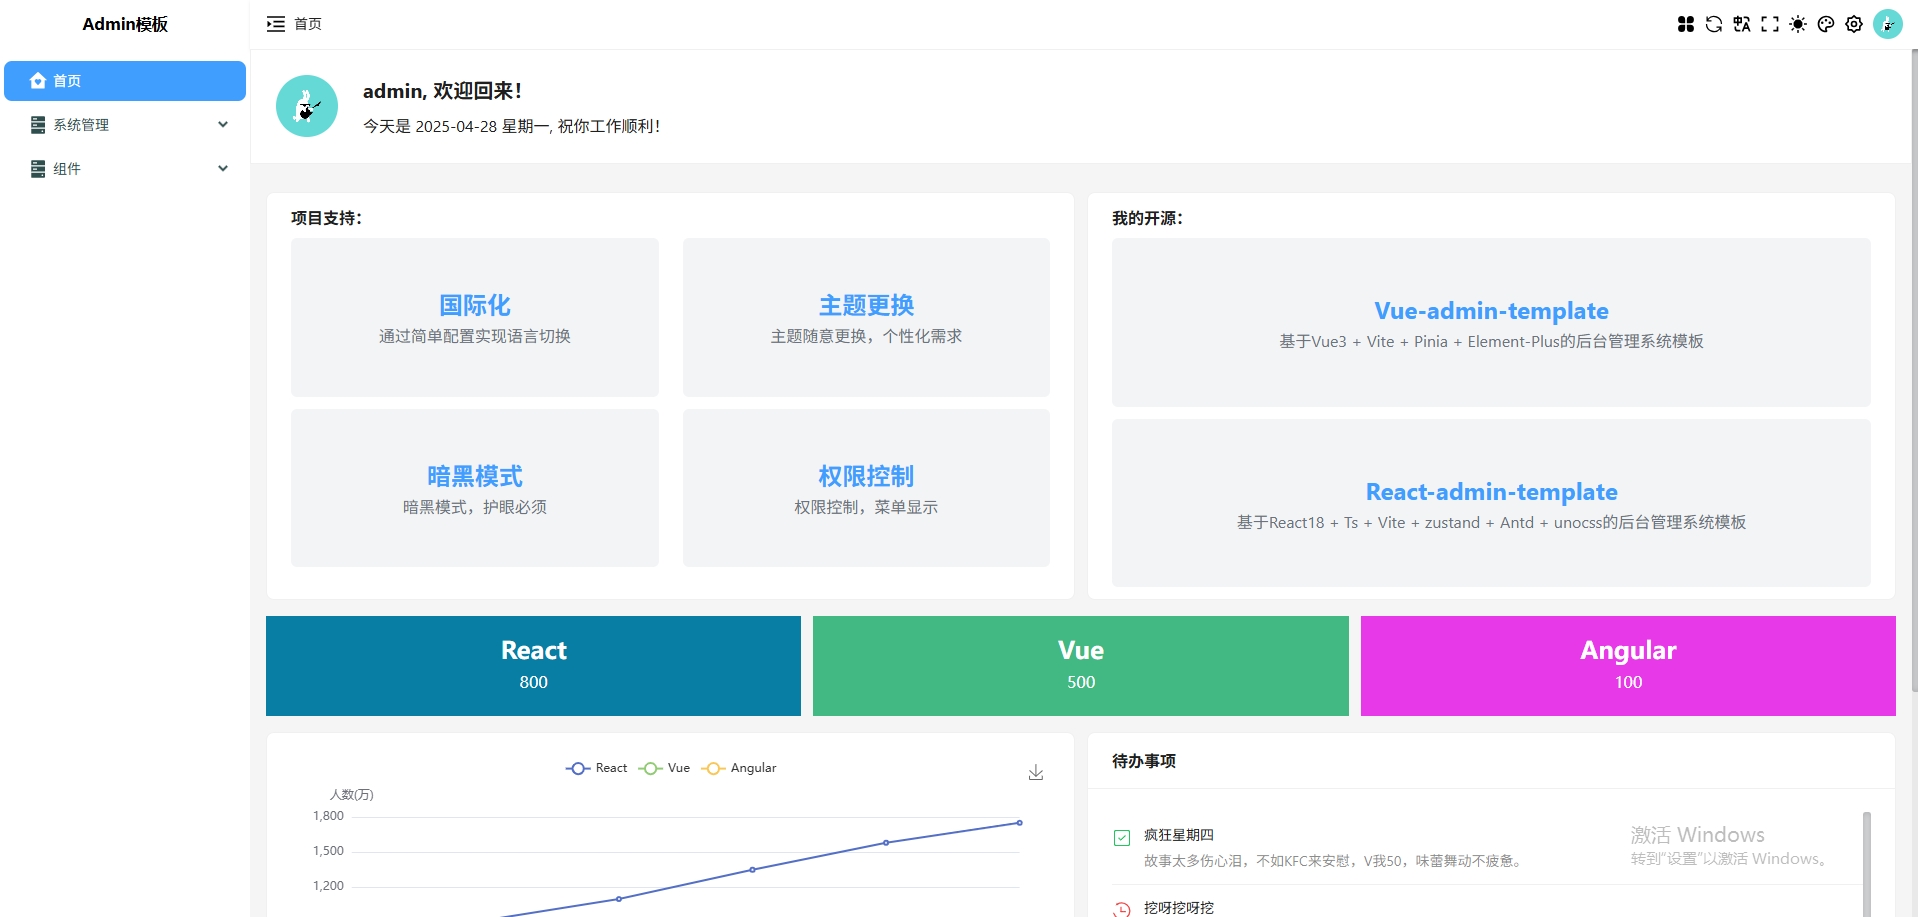 Admin模板
首页
首页
系统管理
组件
admin, 欢迎回来！
今天是 2025-04-28 星期一, 祝你工作顺利！
项目支持：
国际化
通过简单配置实现语言切换
主题更换
主题随意更换，个性化需求
暗黑模式
暗黑模式，护眼必须
权限控制
权限控制，菜单显示
我的开源：
Vue-admin-template
基于Vue3 + Vite + Pinia + Element-Plus的后台管理系统模板
React-admin-template
基于React18 + Ts + Vite + zustand + Antd + unocss的后台管理系统模板
React
800
Vue
500
Angular
100
React Vue Angular
人数(万)
1,800
1,500
1,200
待办事项
疯狂星期四
故事太多伤心泪，不如KFC来安慰，V我50，味蕾舞动不疲惫。
挖呀挖呀挖
激活 Windows
转到“设置”以激活 Windows。